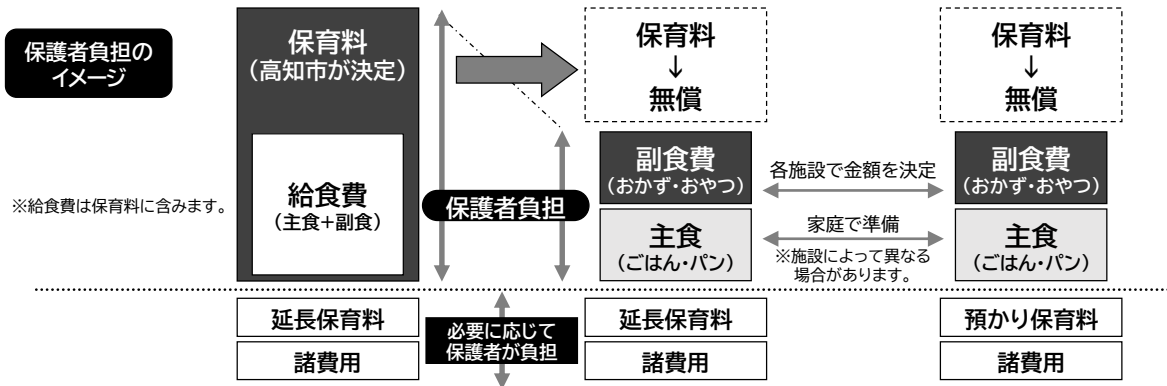 保護者負担の
イメージ
※給食費は保育料に含みます。
保育料
（高知市が決定）
給食費
（主食+副食）
保護者負担
保育料
↓
無償
副食費
（おかず・おやつ）
主食
（ごはん・パン）
各施設で金額を決定
家庭で準備
※施設によって異なる
場合があります。
保育料
↓
無償
副食費
（おかず・おやつ）
主食
（ごはん・パン）
延長保育料
諸費用
必要に応じて
保護者が負担
延長保育料
諸費用
預かり保育料
諸費用